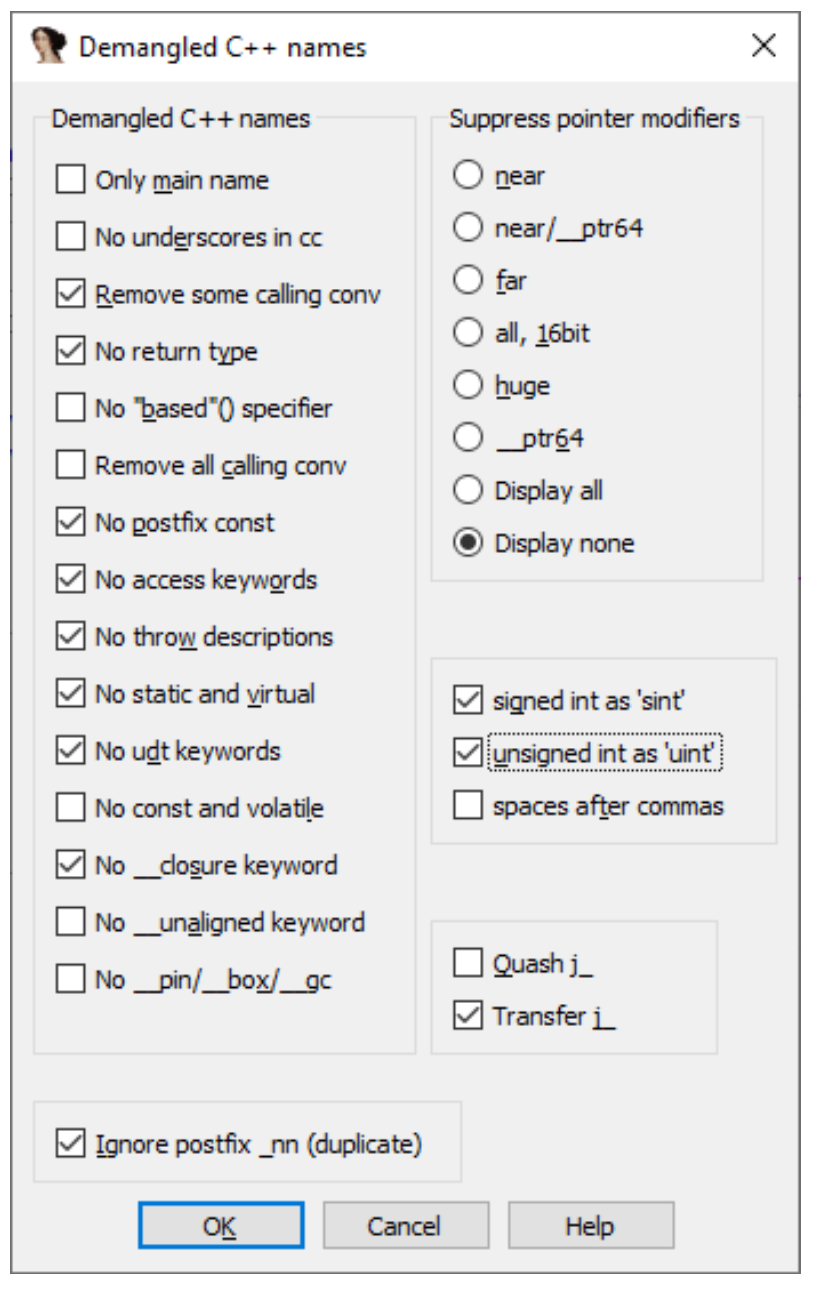 Demangled C++ names
Demangled C++ names
Only main name
No underscores in cc
Remove some calling conv
No return type
No "based"() specifier
Remove all calling conv
No postfix const
No access keywords
No throw descriptions
No static and virtual
No udt keywords
No const and volatile
No __closure keyword
No __unaligned keyword
No __pin/__box/__gc
Suppress pointer modifiers
near
near/__ptr64
far
all, 16bit
huge
__ptr64
Display all
Display none
signed int as 'sint'
unsigned int as 'uint'
spaces after commas
Quash j_
Transfer j_
Ignore postfix _nn (duplicate)
OK
Cancel
Help